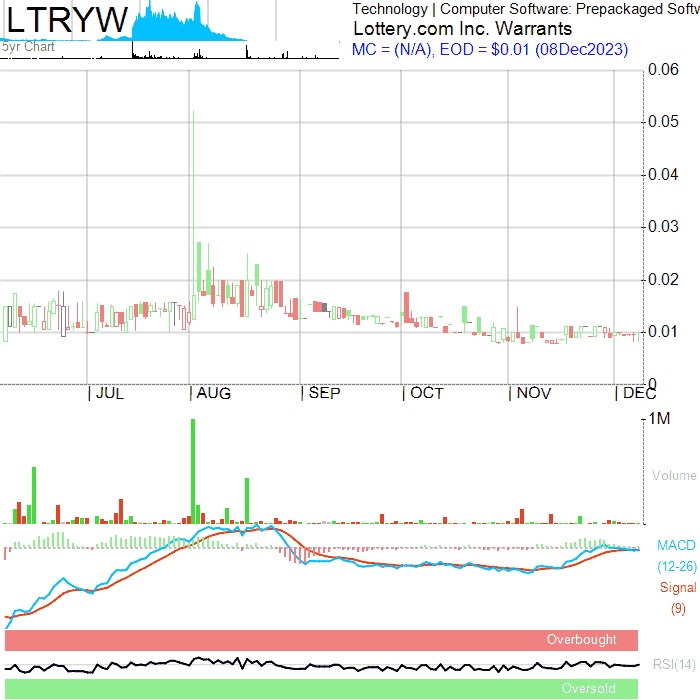 LTRYW
5yr Chart
Technology | Computer Software: Prepackaged Softw
Lottery.com Inc. Warrants
MC = (N/A), EOD = $0.01 (08Dec2023)
0.06
0.05
0.04
0.03
0.02
0.01
0
JUL
AUG
SEP
OCT
NOV
DEC
1M
Volume
MACD
(12-26)
Signal
(9)
Overbought
RSI(14)
Oversold